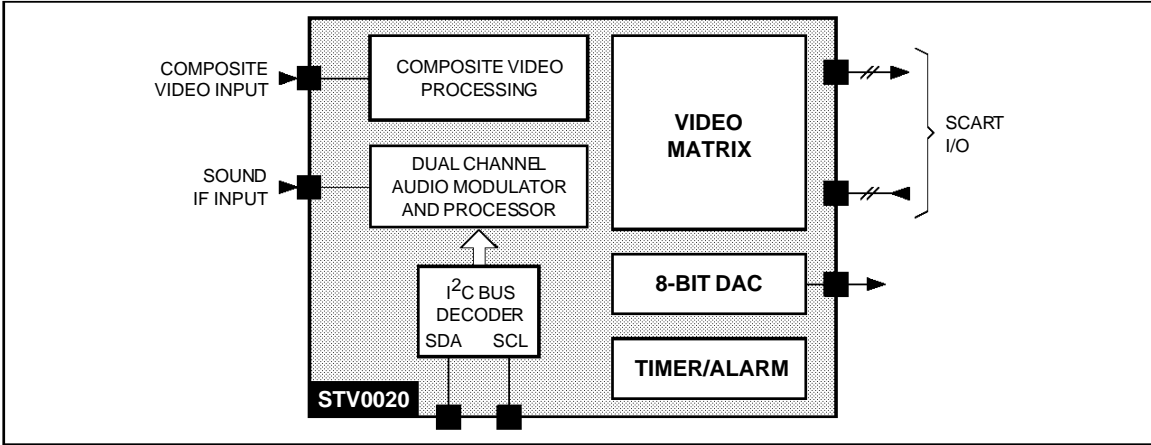 COMPOSITE
VIDEO INPUT
COMPOSITE VIDEO
PROCESSING
VIDEO
MATRIX
SCART
I/O
SOUND
IF INPUT
DUAL CHANNEL
AUDIO MODULATOR
AND PROCESSOR
I²C BUS
DECODER
SDA SCL
8-BIT DAC
TIMER/ALARM
STV0020